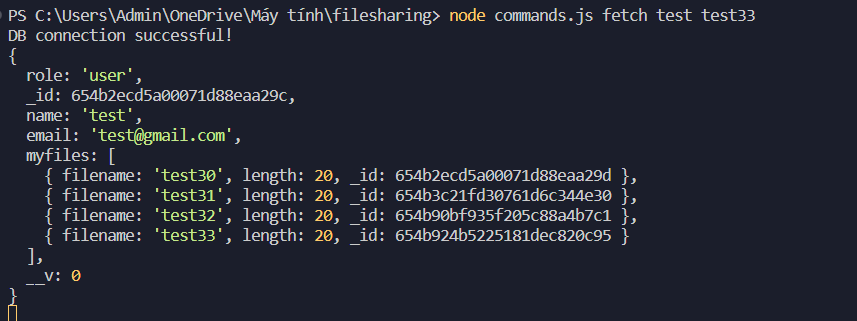 PS C:\Users\Admin\OneDrive\Máy tính\filesharing> node commands.js fetch test test33
DB connection successful!
{
  role: 'user',
  _id: 654b2ecd5a00071d88eaa29c,
  name: 'test',
  email: 'test@gmail.com',
  myfiles: [
    { filename: 'test30', length: 20, _id: 654b2ecd5a00071d88eaa29d },
    { filename: 'test31', length: 20, _id: 654b3c21fd30761d6c344e30 },
    { filename: 'test32', length: 20, _id: 654b90bf935f205c88a4b7c1 },
    { filename: 'test33', length: 20, _id: 654b924b5225181dec820c95 }
  ],
  __v: 0
}